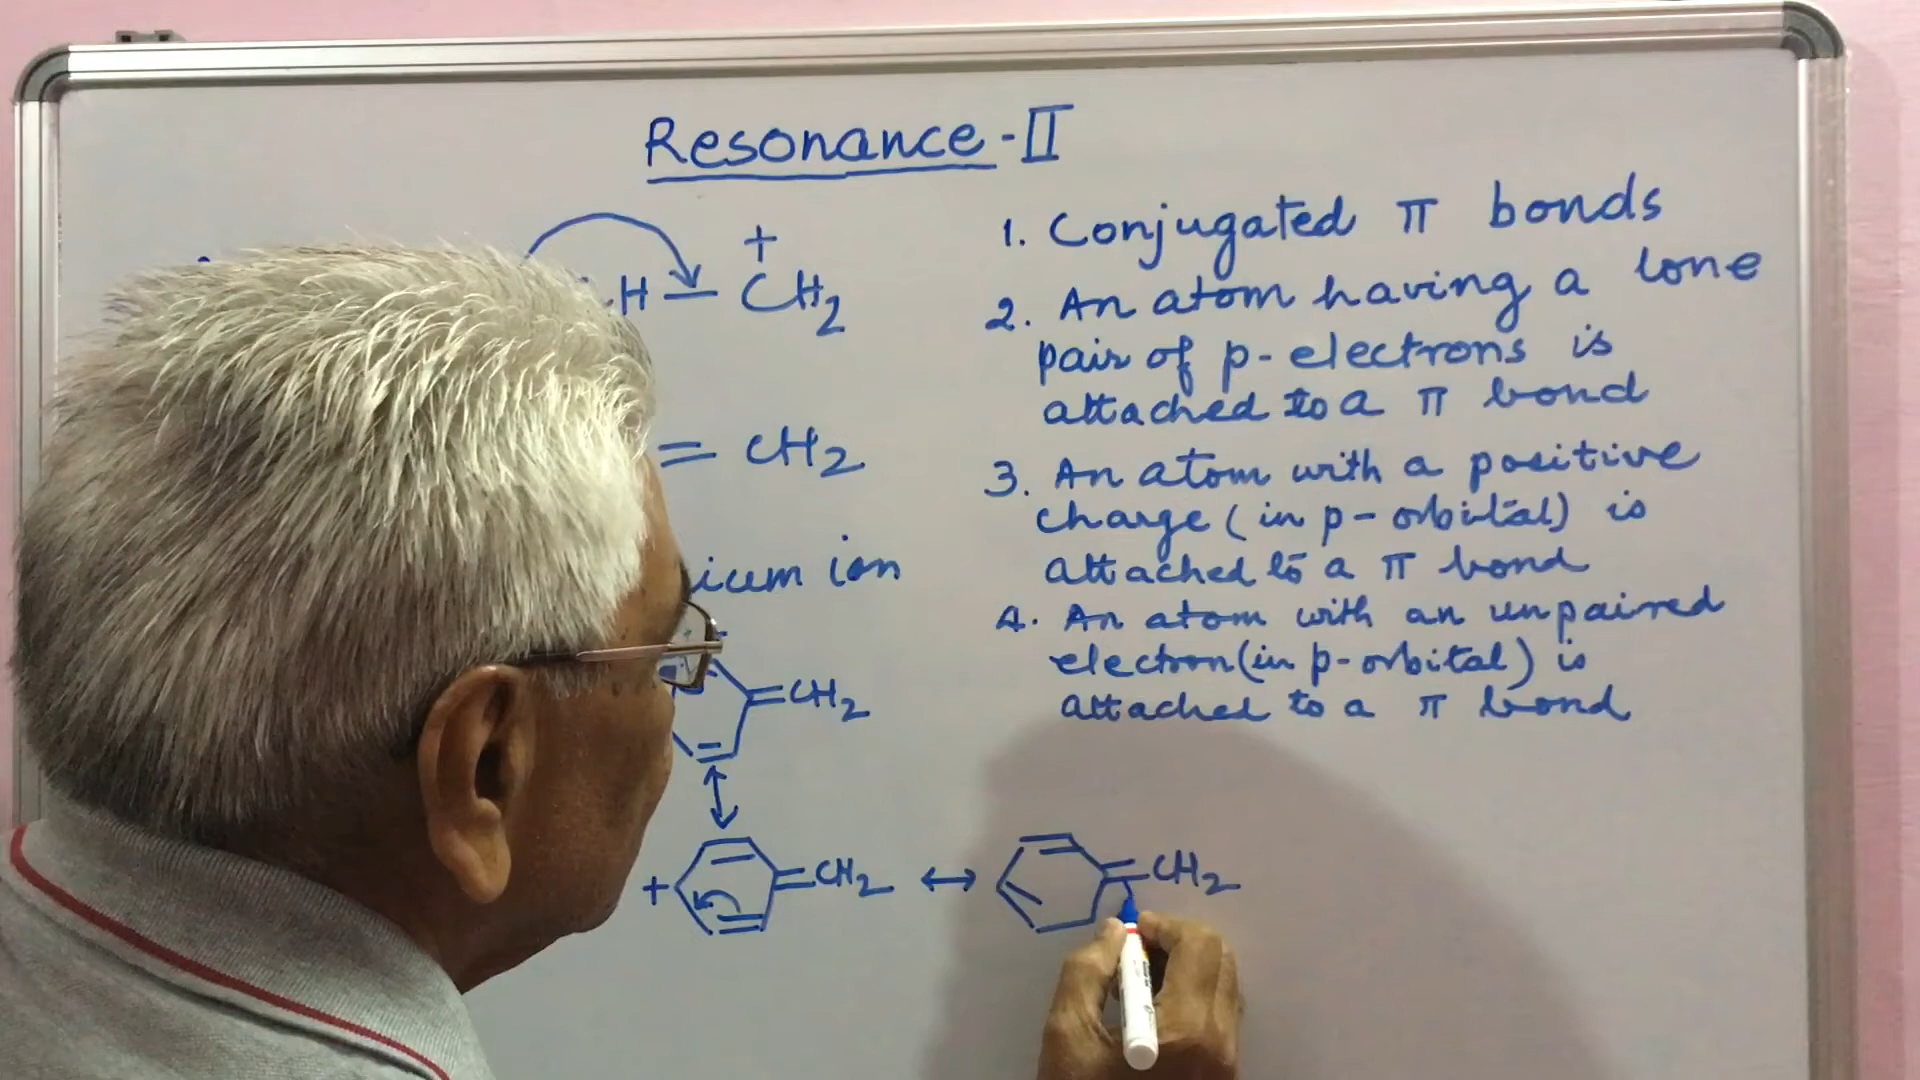 Resonance - II
+
H — CH2
= CH2
icum ion
=CH2
+ =CH2 ↔ =CH2
1. Conjugated π bonds
2. An atom having a lone
pair of p-electrons is
attached to a π bond
3. An atom with a positive
charge (in p-orbital) is
attached to a π bond
4. An atom with an unpaired
electron (in p-orbital) is
attached to a π bond